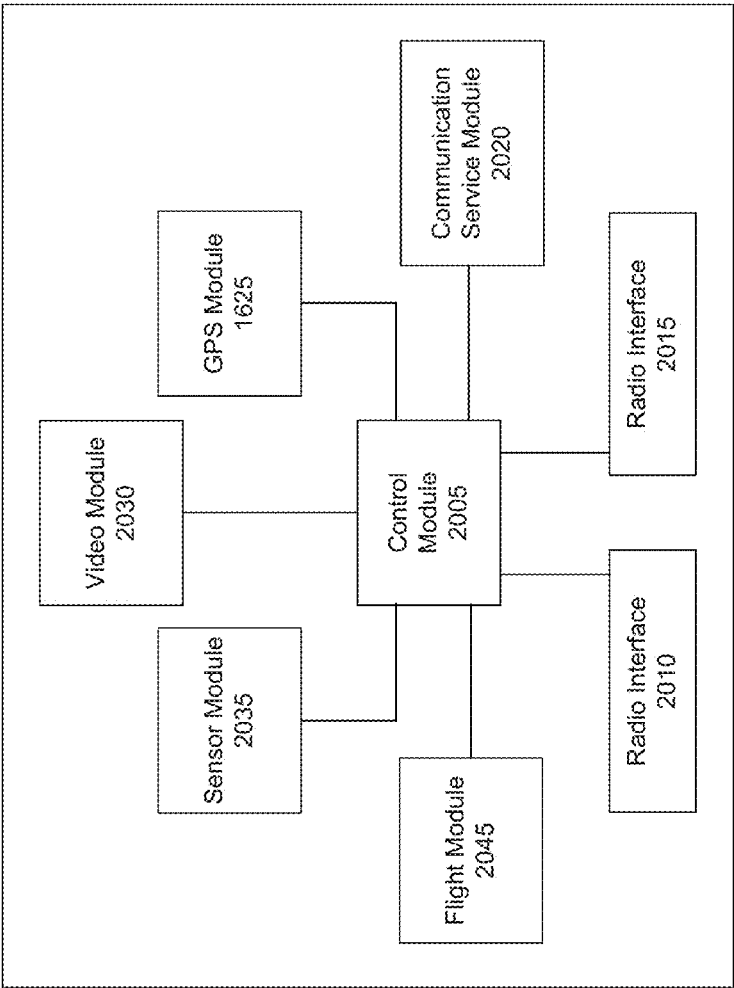 Video Module
2030
Sensor Module
2035
GPS Module
1625
Control
Module
2005
Flight Module
2045
Communication
Service Module
2020
Radio Interface
2010
Radio Interface
2015